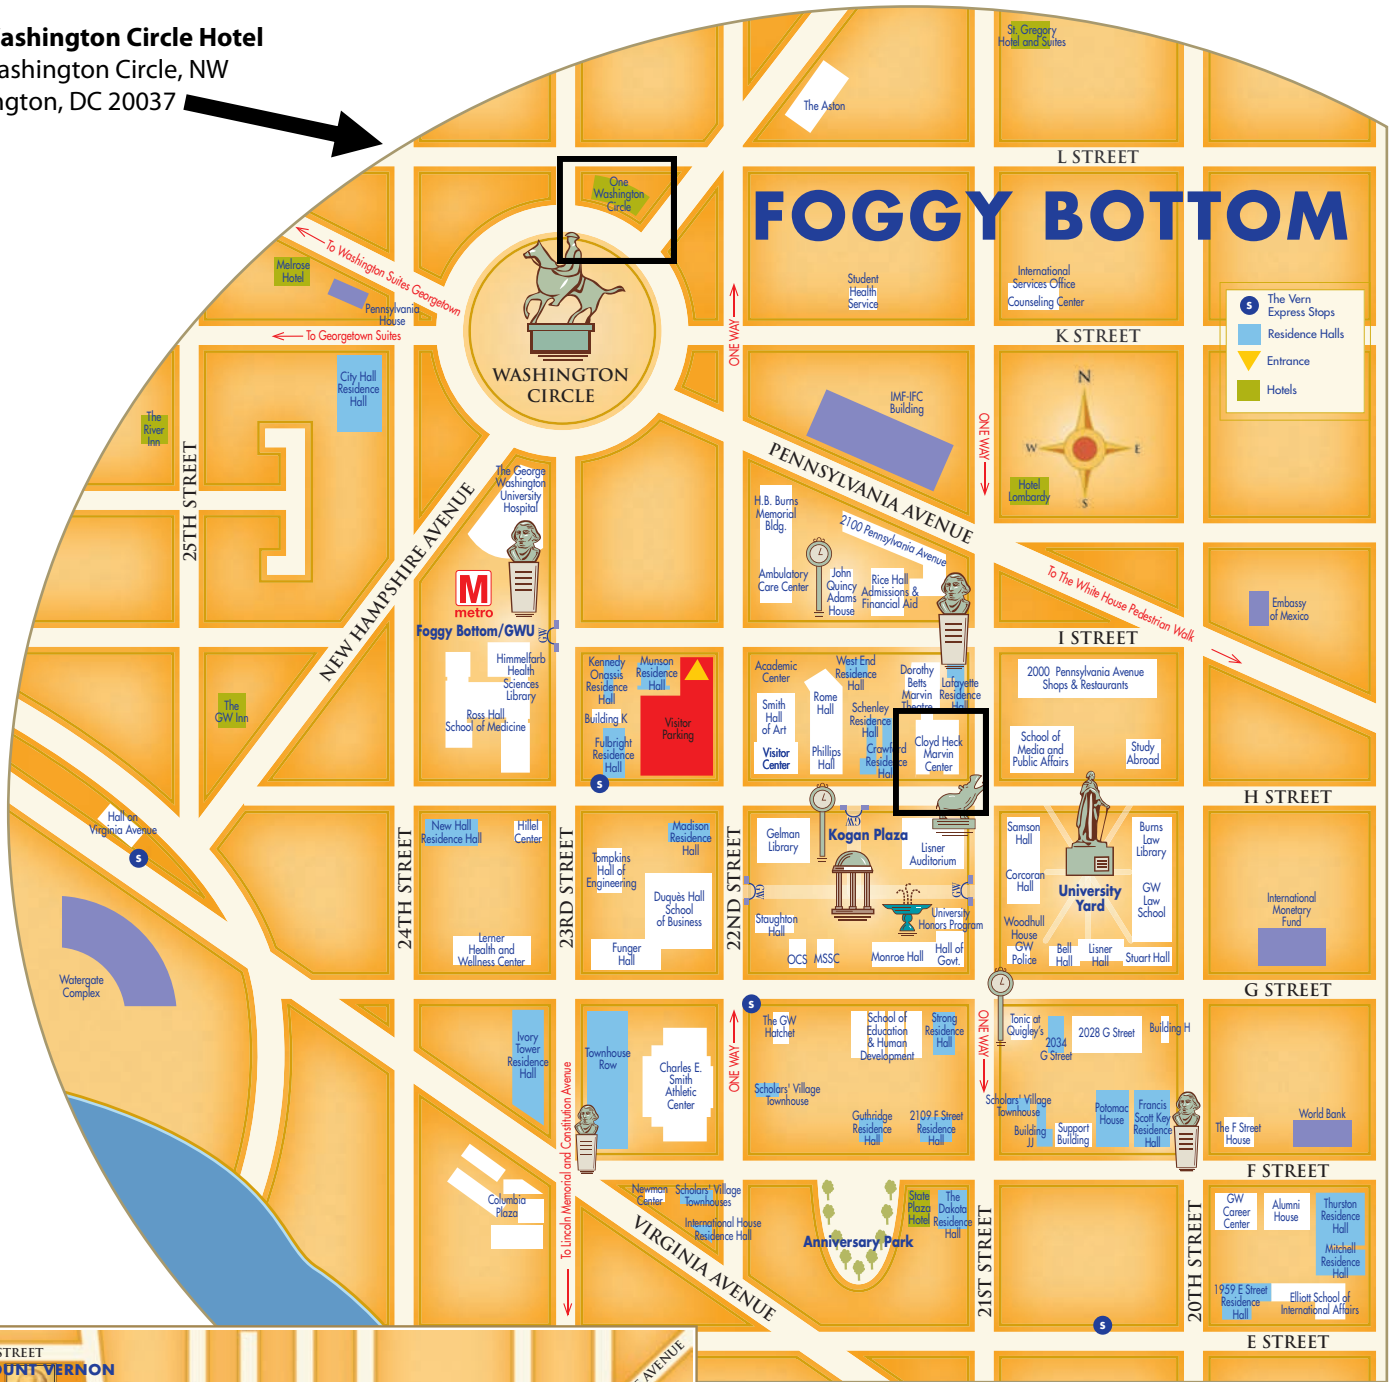 ashington Circle Hotel
ashington Circle, NW
ngton, DC 20037
St. Gregory
Hotel and Suites
The Aston
L STREET
One
Washington
Circle
FOGGY BOTTOM
To Washington Suites Georgetown
Melrose
Hotel
Pennsylvania
House
To Georgetown Suites
WASHINGTON
CIRCLE
ONE WAY
Student
Health
Service
International
Services Office
Counseling Center
K STREET
S
The Vern
Express Stops
Residence Halls
Entrance
Hotels
City Hall
Residence
Hall
The
River
Inn
25TH STREET
IMF-IFC
Building
ONE WAY
N
W
E
S
Hotel
Lombardy
PENNSYLVANIA AVENUE
The George
Washington
University
Hospital
NEW HAMPSHIRE AVENUE
H.B. Burns
Memorial
Bldg.
2100 Pennsylvania Avenue
Ambulatory
Care Center
John
Quincy
Adams
House
Rice Hall
Admissions &
Financial Aid
To The White House Pedestrian Walk
Embassy
of Mexico
M
metro
Foggy Bottom/GWU
GW
I STREET
Himmelfarb
Health
Sciences
Library
Ross Hall
School of Medicine
Kennedy
Onassis
Residence
Hall
Munson
Residence
Hall
Building K
Fulbright
Residence
Hall
Visitor
Parking
S
Academic
Center
Smith
Hall
of Art
Visitor
Center
Rome
Hall
Phillips
Hall
West End
Residence
Hall
Schenley
Residence
Hall
Crawford
Residence
Hall
Dorothy
Betts
Marvin
Theatre
Lafayette
Residence
Hall
Cloyd Heck
Marvin
Center
2000 Pennsylvania Avenue
Shops & Restaurants
School of
Media and
Public Affairs
Study
Abroad
The
GW Inn
H STREET
Hall on
Virginia Avenue
S
New Hall
Residence Hall
Hillel
Center
24TH STREET
23RD STREET
22ND STREET
Madison
Residence
Hall
Tompkins
Hall of
Engineering
Duquès Hall
School
of Business
Funger
Hall
Lerner
Health and
Wellness Center
Gelman
Library
GW
Kogan Plaza
Lisner
Auditorium
GW
GW
Staughton
Hall
OCS
MSSC
University
Honors Program
Monroe Hall
Hall of
Govt.
Samson
Hall
Corcoran
Hall
Woodhull
House
GW
Police
University
Yard
Bell
Hall
Lisner
Hall
Stuart Hall
Burns
Law
Library
GW
Law
School
International
Monetary
Fund
Watergate
Complex
G STREET
S
Ivory
Tower
Residence
Hall
Townhouse
Row
Charles E.
Smith
Athletic
Center
ONE WAY
The GW
Hatchet
School of
Education
& Human
Development
Strong
Residence
Hall
ONE WAY
Tonic at
Quigley's
2034
G Street
2028 G Street
Building H
Scholars' Village
Townhouse
Guthridge
Residence
Hall
2109 F Street
Residence
Hall
Scholars' Village
Townhouse
Building
JJ
Support
Building
Potomac
House
Francis
Scott Key
Residence
Hall
The F Street
House
World Bank
F STREET
To Lincoln Memorial and Constitution Avenue
Columbia
Plaza
Newman
Center
Scholars' Village
Townhouses
International House
Residence Hall
VIRGINIA AVENUE
Anniversary Park
State
Plaza
Hotel
The
Dakota
Residence
Hall
21ST STREET
20TH STREET
GW
Career
Center
Alumni
House
Thurston
Residence
Hall
Mitchell
Residence
Hall
1959 E Street
Residence
Hall
Elliott School of
International Affairs
S
E STREET
STREET
OUNT VERNON
AVENUE